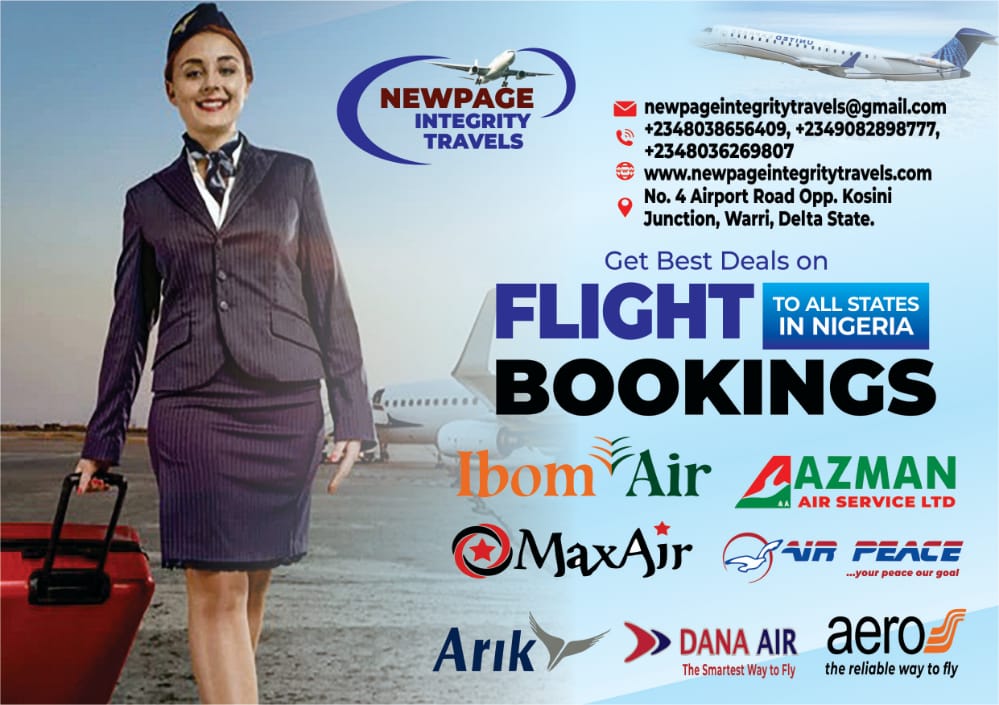 NEWPAGE
INTEGRITY
TRAVELS
newpageintegritytravels@gmail.com
+2348038656409, +2349082898777,
+2348036269807
www.newpageintegritytravels.com
No. 4 Airport Road Opp. Kosini
Junction, Warri, Delta State.
Get Best Deals on
FLIGHT
TO ALL STATES
IN NIGERIA
BOOKINGS
Ibom Air
AZMAN
AIR SERVICE LTD
MaxAir
AIR PEACE
...your peace our goal
Arik
DANA AIR
The Smartest Way to Fly
aero
the reliable way to fly